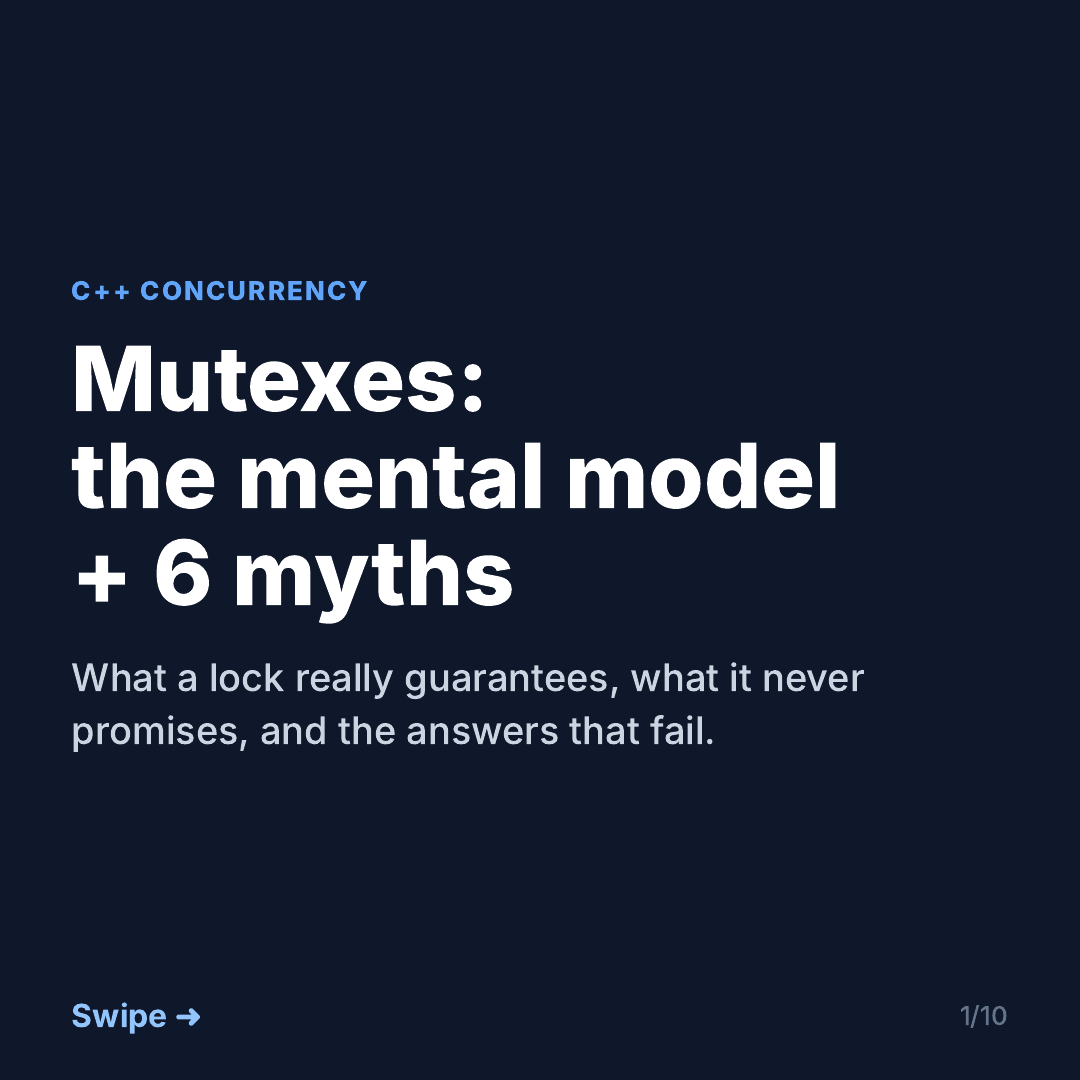 C++ CONCURRENCY
Mutexes:
the mental model
+ 6 myths
What a lock really guarantees, what it never
promises, and the answers that fail.
Swipe ➜
1/10